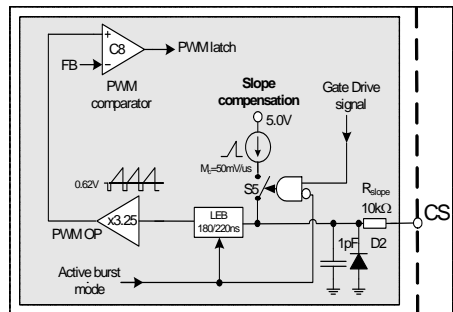 +
C8
−
PWM latch
FB
PWM
comparator
Slope
compensation
5.0V
Gate Drive
signal
Mc=50mV/us
S5
0.62V
Rslope
10kΩ
CS
x3.25
LEB
180/220ns
PWM OP
1pF
D2
Active burst
mode